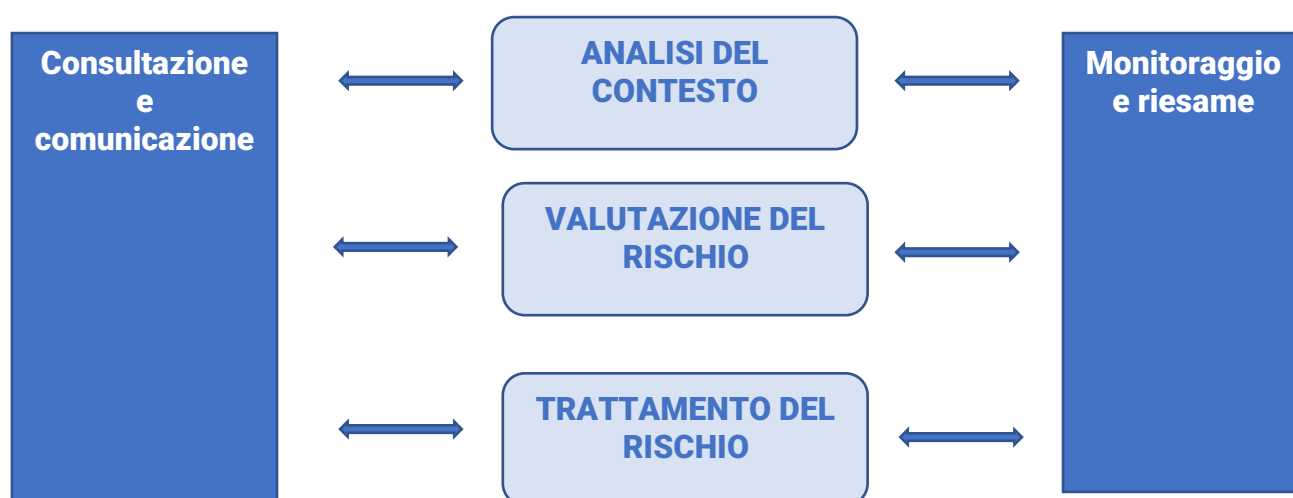 Consultazione
e
comunicazione
ANALISI DEL
CONTESTO
VALUTAZIONE DEL
RISCHIO
TRATTAMENTO DEL
RISCHIO
Monitoraggio
e riesame